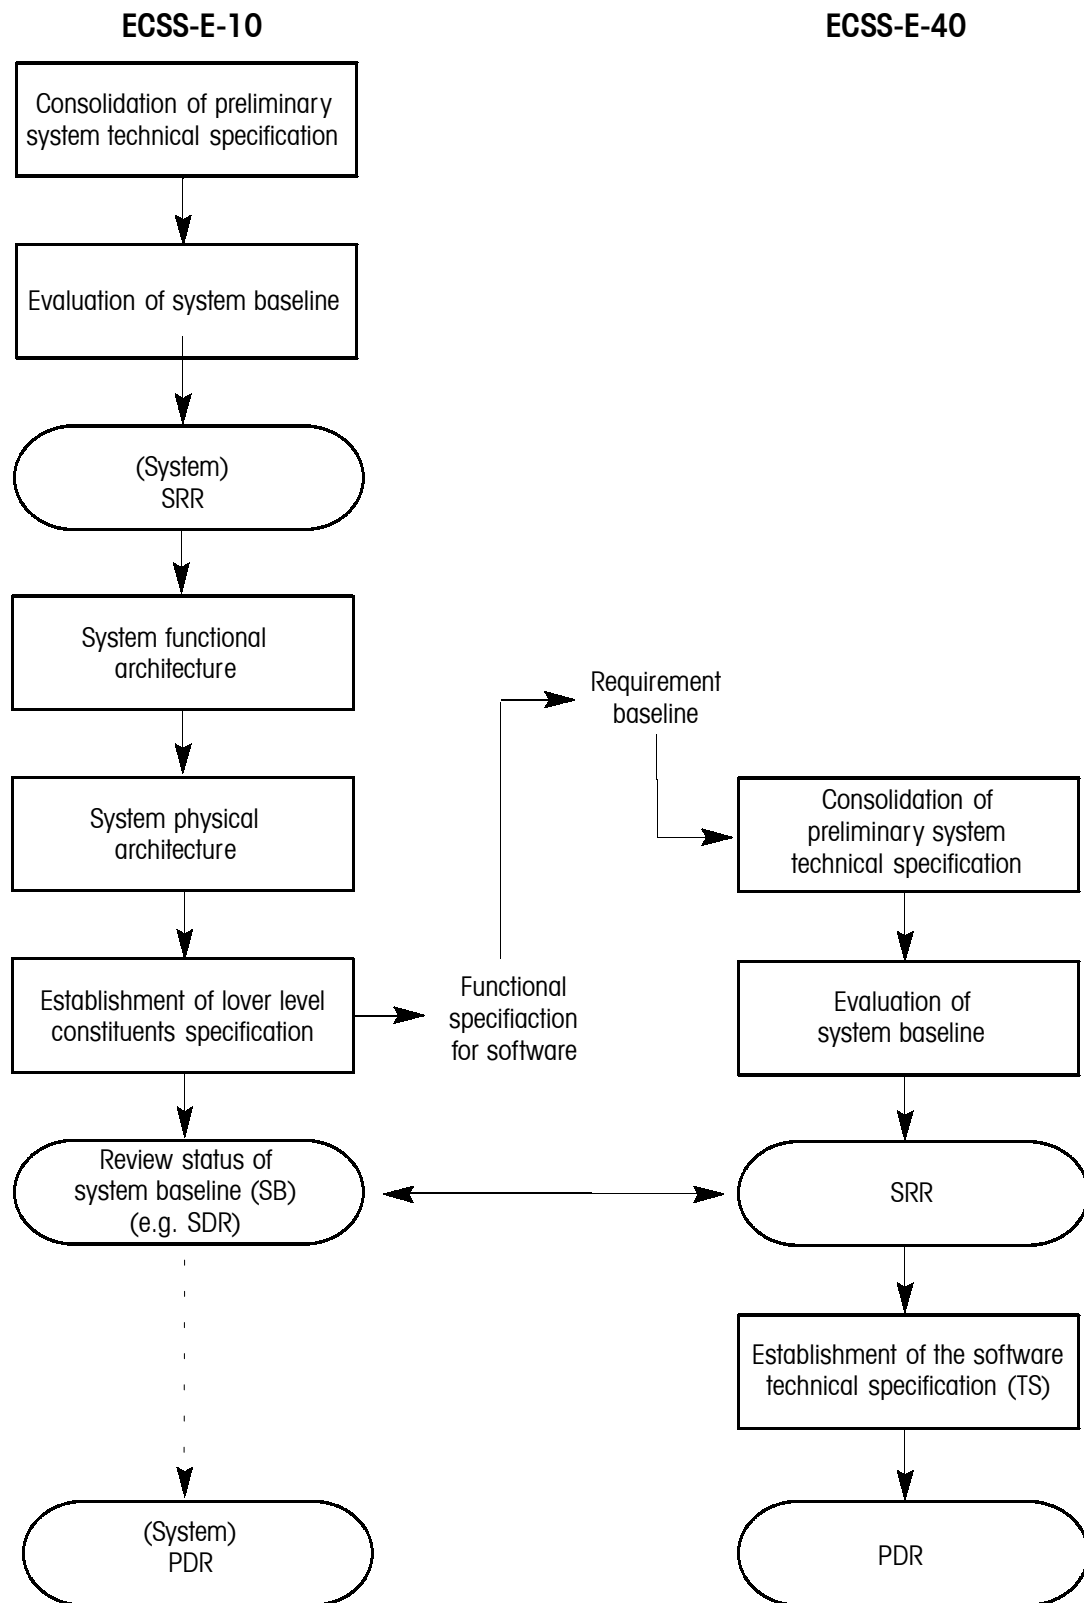 ECSS-E-10
ECSS-E-40
Consolidation of preliminary
system technical specification
Evaluation of system baseline
(System)
SRR
System functional
architecture
System physical
architecture
Establishment of lover level
constituents specification
Functional
specifiaction
for software
Requirement
baseline
Review status of
system baseline (SB)
(e.g. SDR)
(System)
PDR
Consolidation of
preliminary system
technical specification
Evaluation of
system baseline
SRR
Establishment of the software
technical specification (TS)
PDR